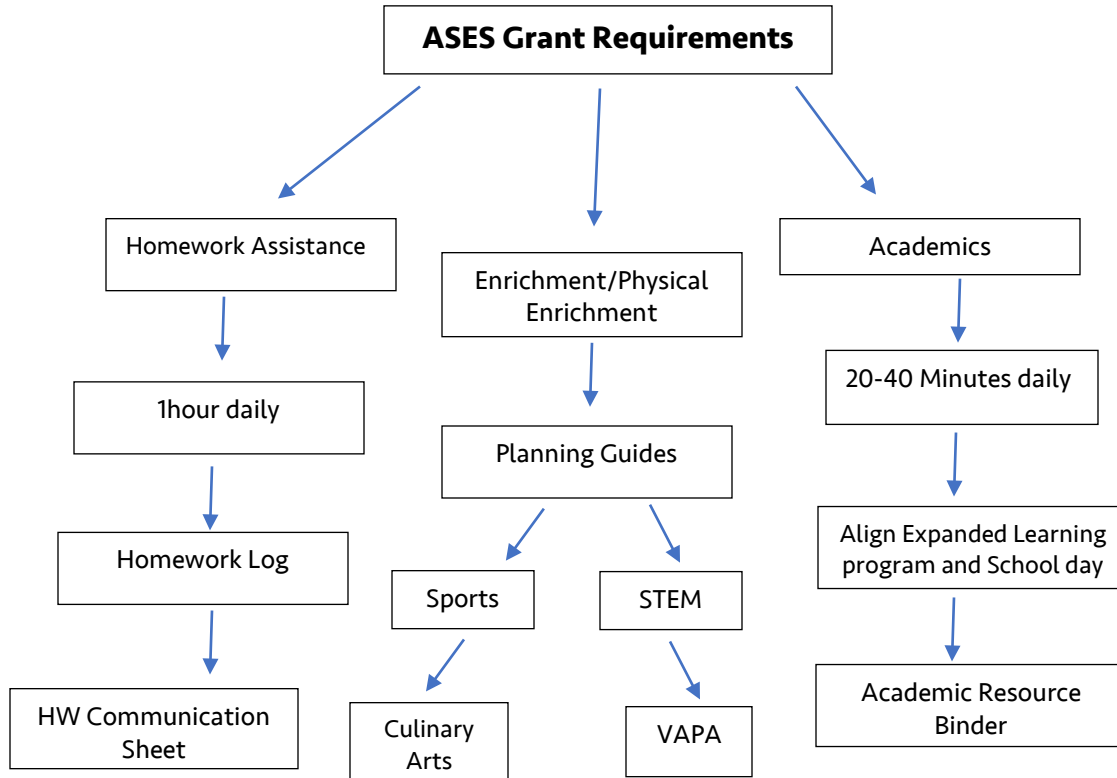 ASES Grant Requirements
Homework Assistance
Enrichment/Physical
Enrichment
Academics
1hour daily
Planning Guides
20-40 Minutes daily
Homework Log
Sports
STEM
Align Expanded Learning
program and School day
HW Communication
Sheet
Culinary
Arts
VAPA
Academic Resource
Binder